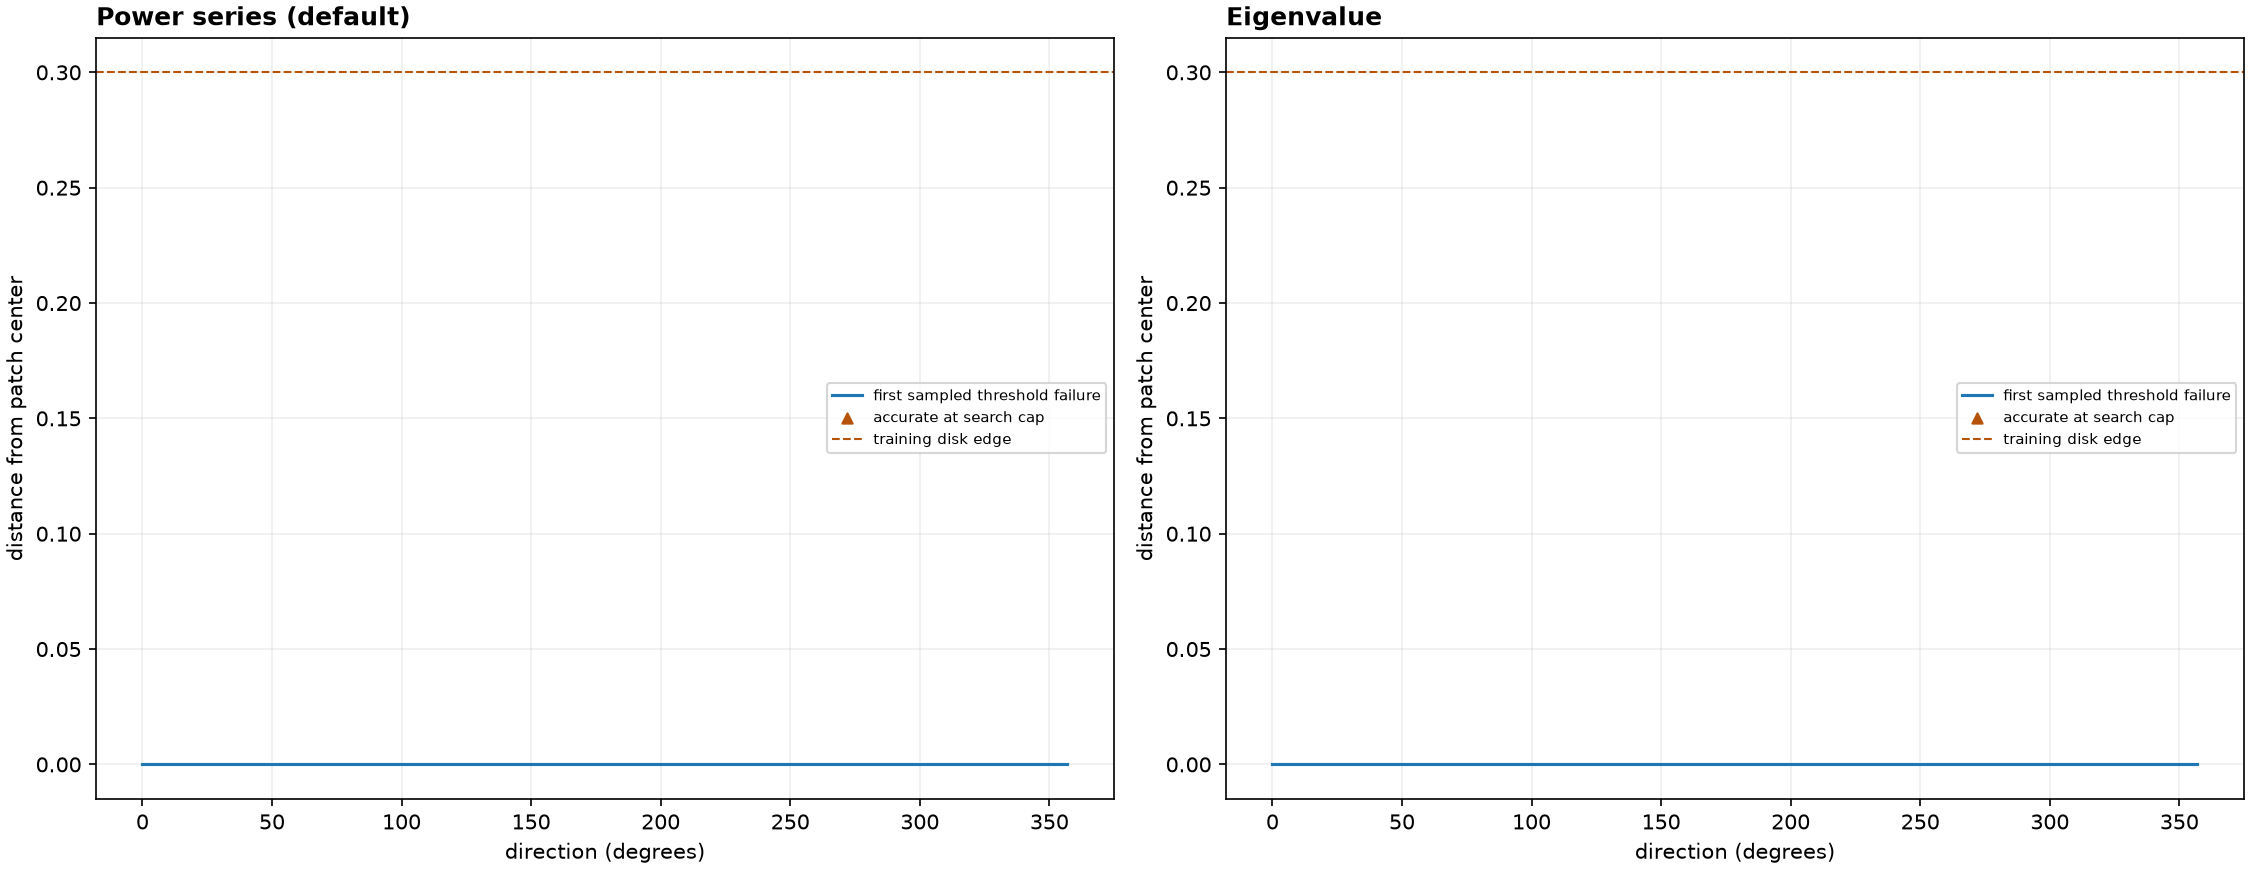 Power series (default)
0.30
0.25
0.20
0.15
0.10
0.05
0.00
distance from patch center
first sampled threshold failure
accurate at search cap
training disk edge
0 50 100 150 200 250 300 350
direction (degrees)
Eigenvalue
0.30
0.25
0.20
0.15
0.10
0.05
0.00
distance from patch center
first sampled threshold failure
accurate at search cap
training disk edge
0 50 100 150 200 250 300 350
direction (degrees)